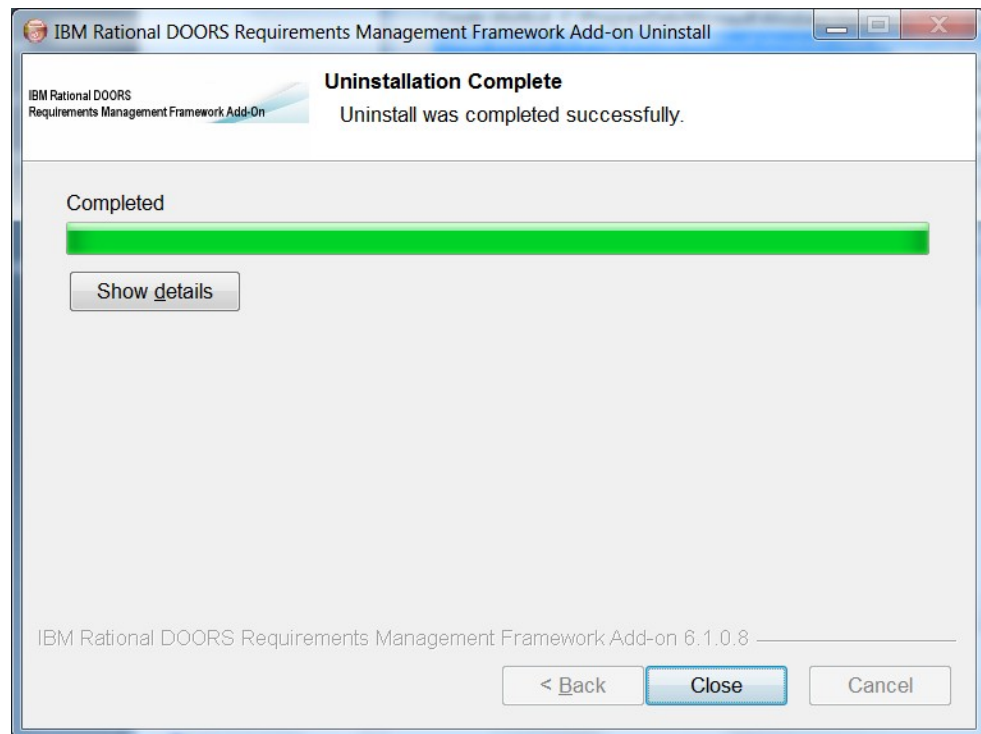 IBM Rational DOORS Requirements Management Framework Add-on Uninstall
IBM Rational DOORS
Requirements Management Framework Add-On
Uninstallation Complete
Uninstall was completed successfully.
Completed
Show details
IBM Rational DOORS Requirements Management Framework Add-on 6.1.0.8
< Back
Close
Cancel